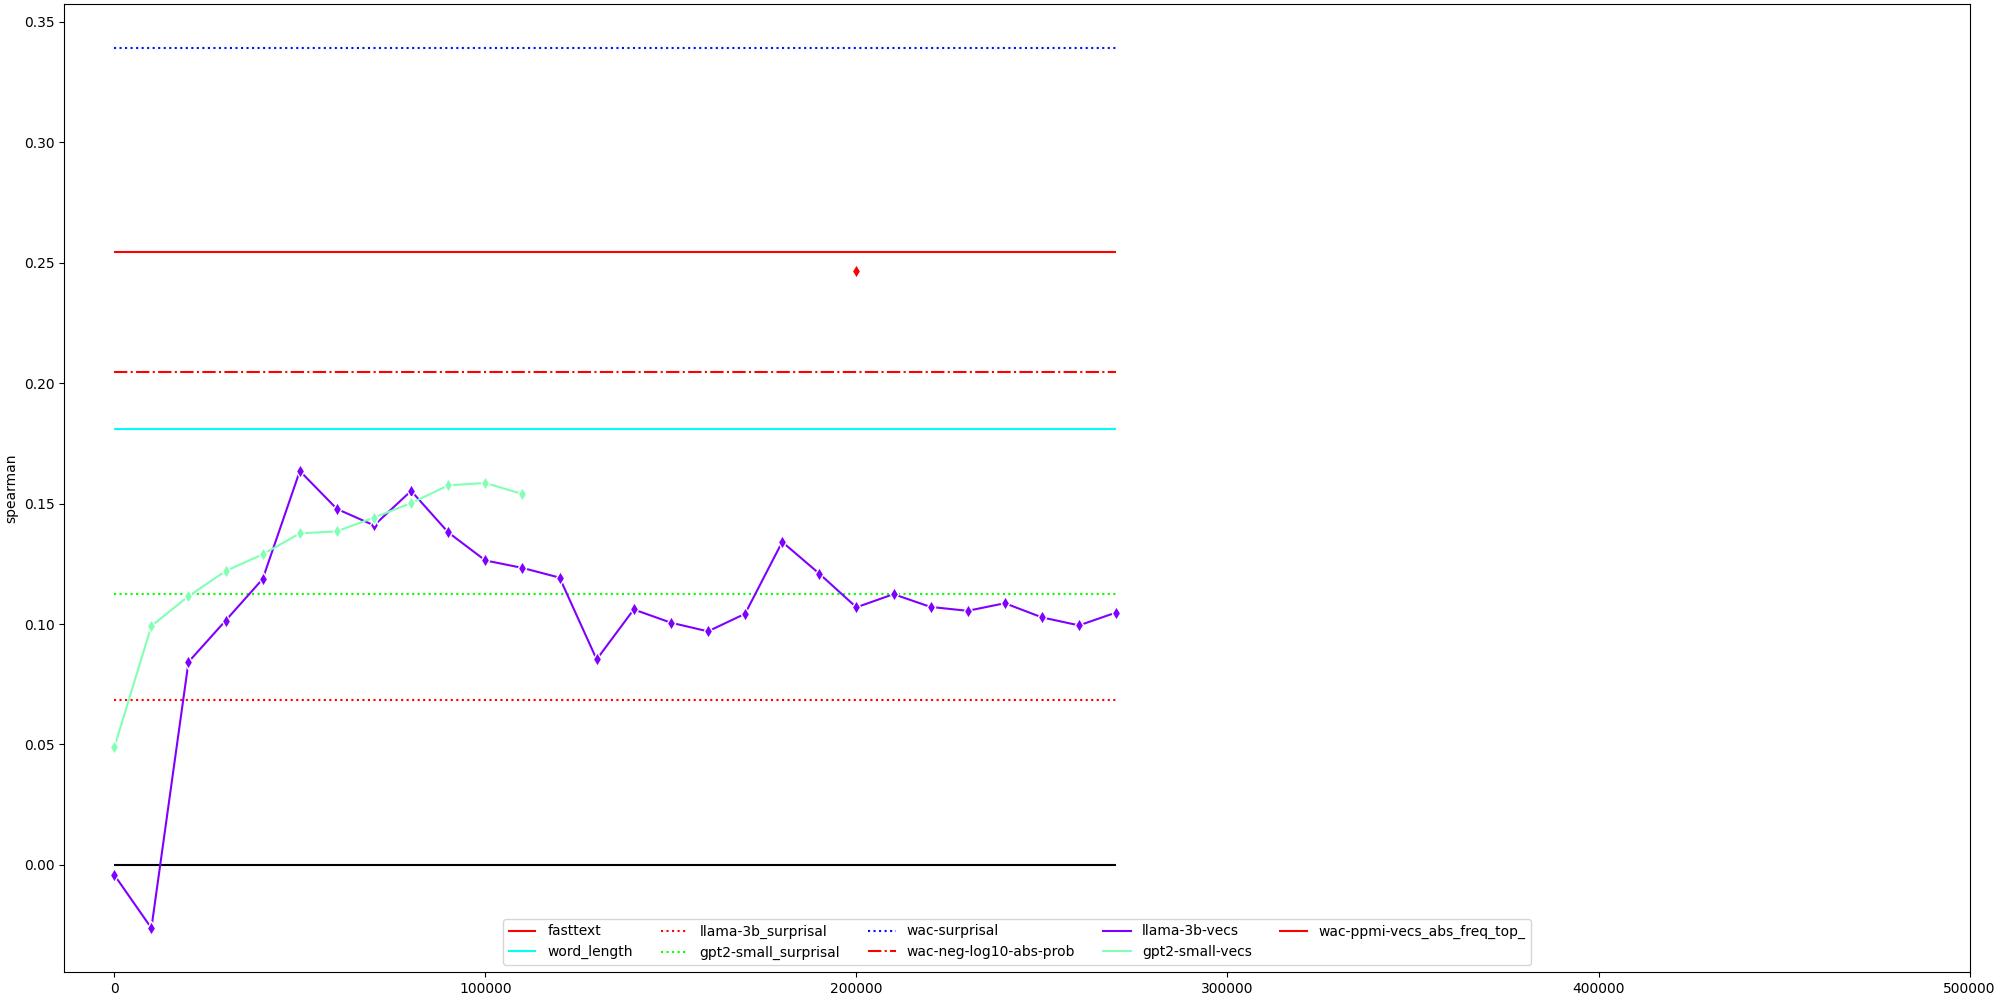 0.35
0.30
0.25
0.20
0.15
0.10
0.05
0.00
spearman
fasttext llama-3b_surprisal wac-surprisal llama-3b-vecs wac-ppmi-vecs_abs_freq_top_
word_length gpt2-small_surprisal wac-neg-log10-abs-prob gpt2-small-vecs
0 100000 200000 300000 400000 500000